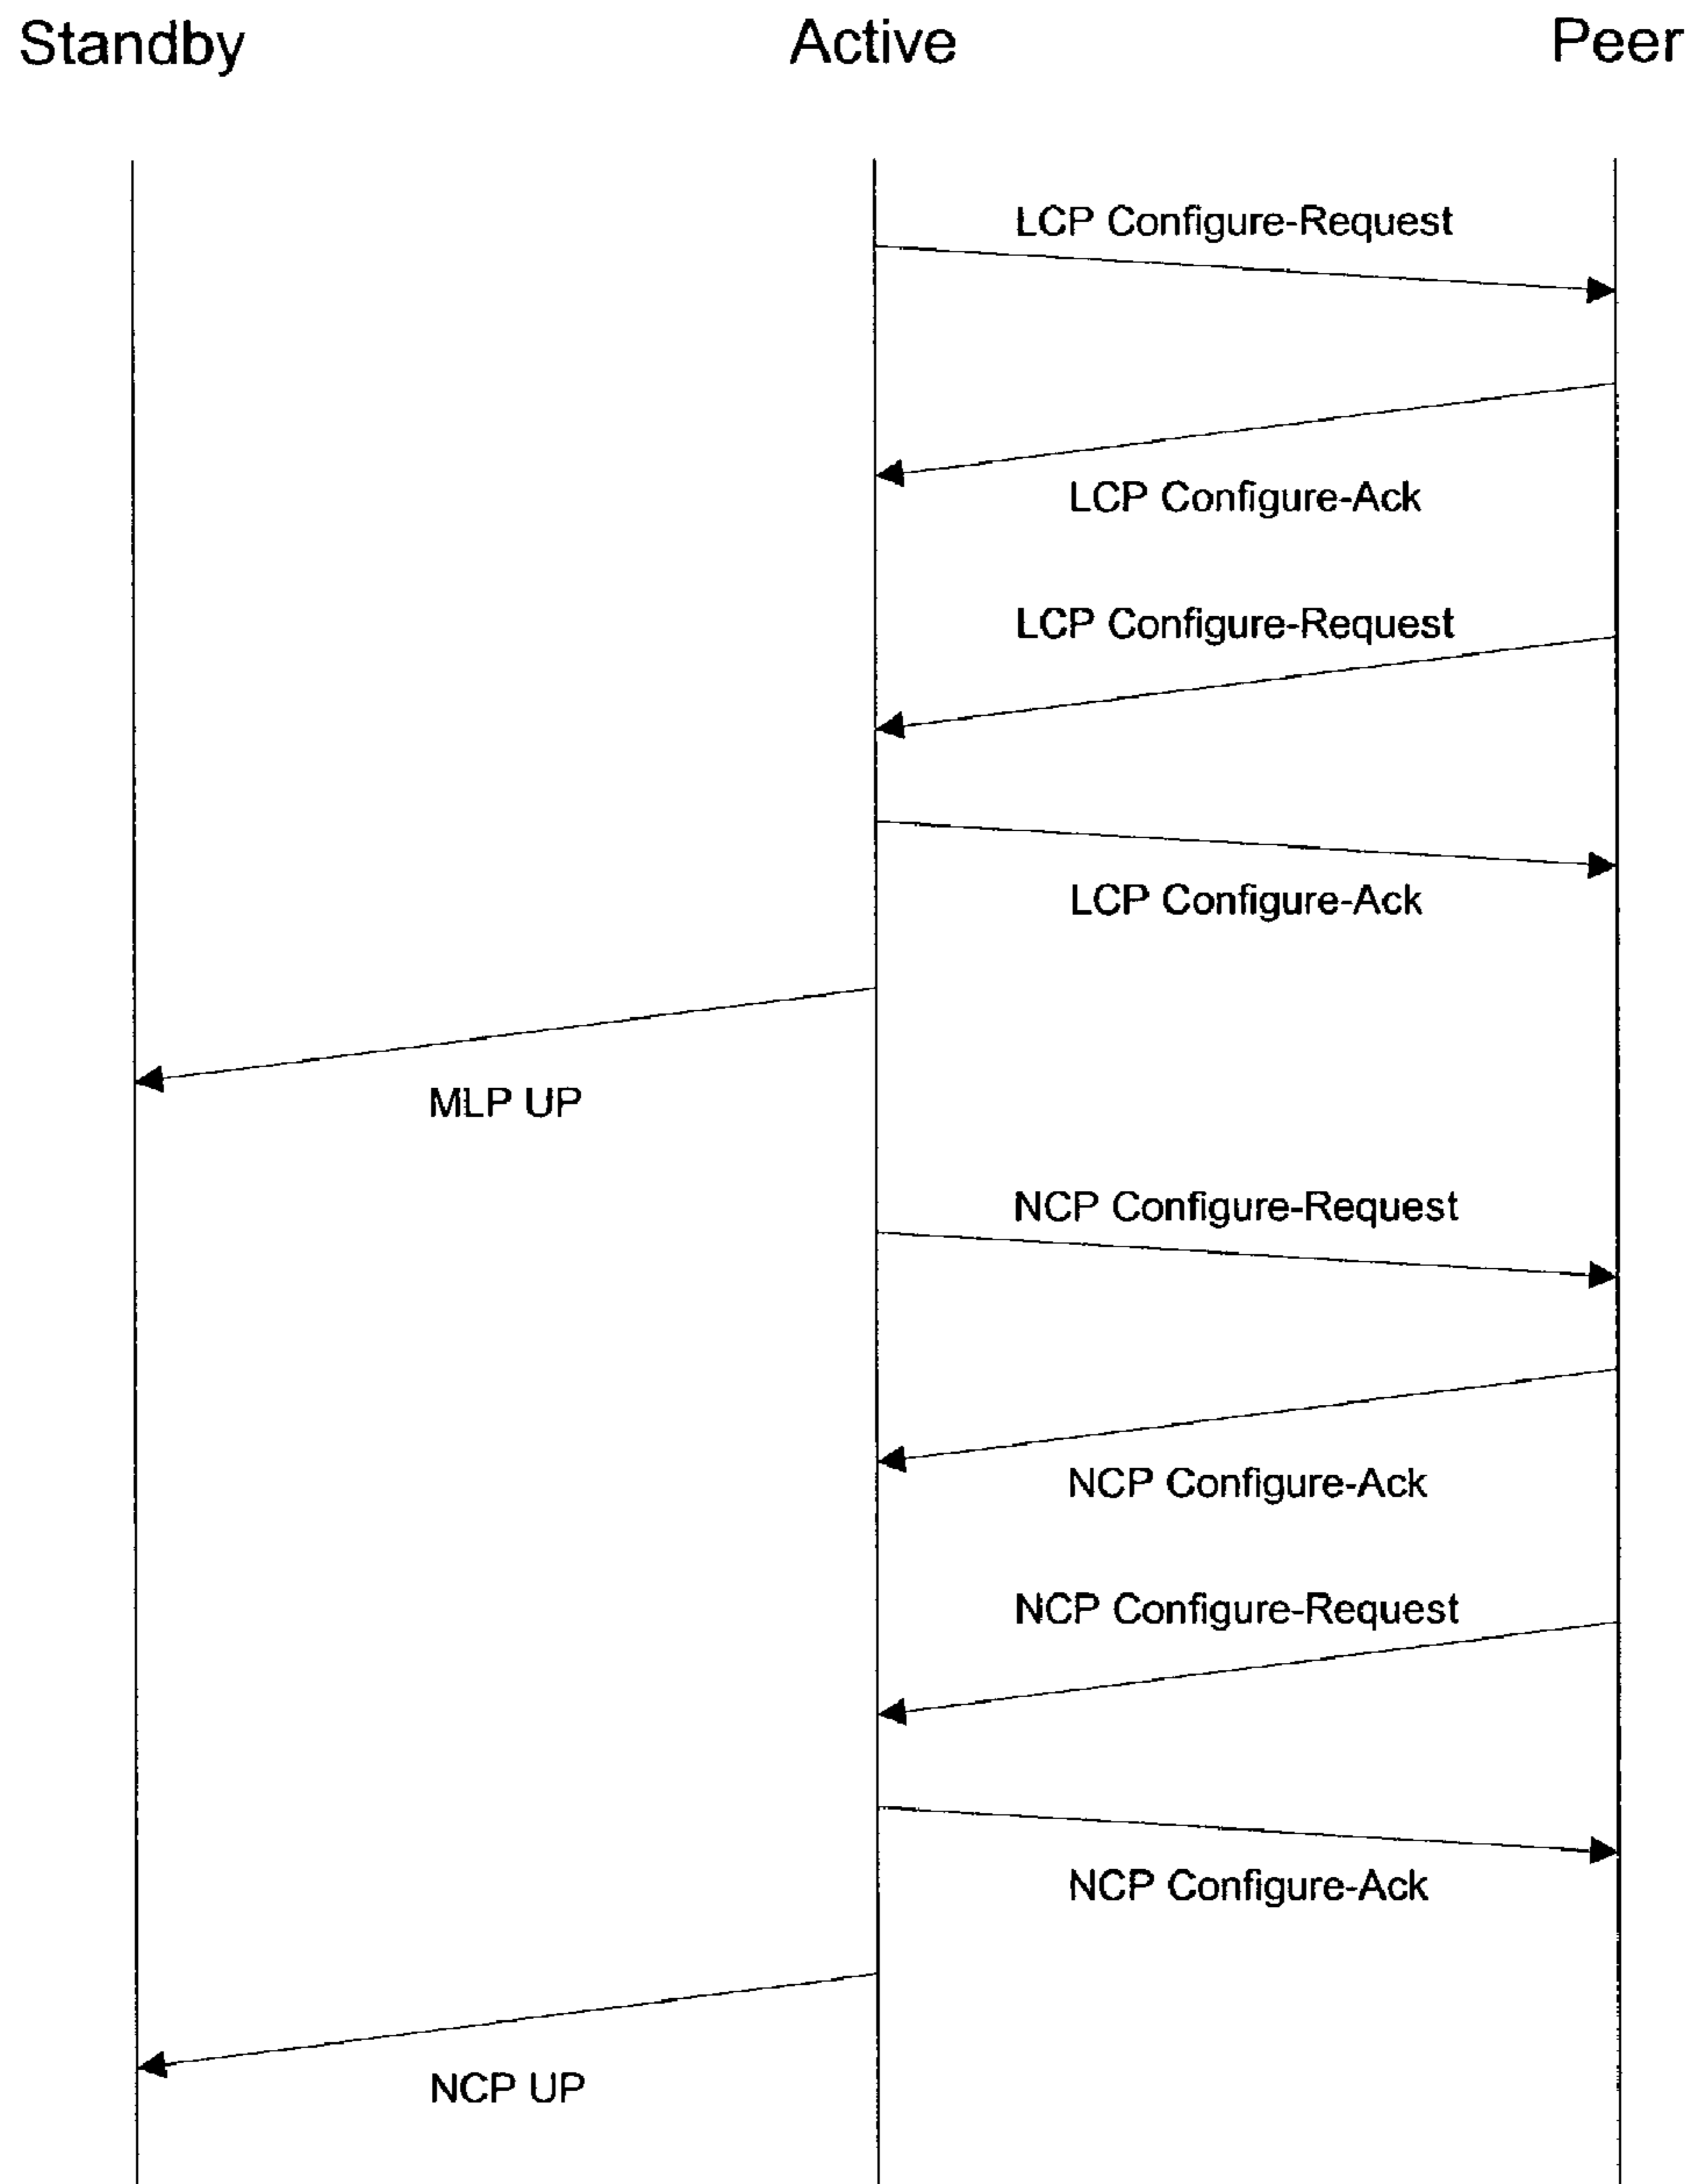 Standby Active Peer
LCP Configure-Request
LCP Configure-Ack
LCP Configure-Request
LCP Configure-Ack
MLP UP
NCP Configure-Request
NCP Configure-Ack
NCP Configure-Request
NCP Configure-Ack
NCP UP